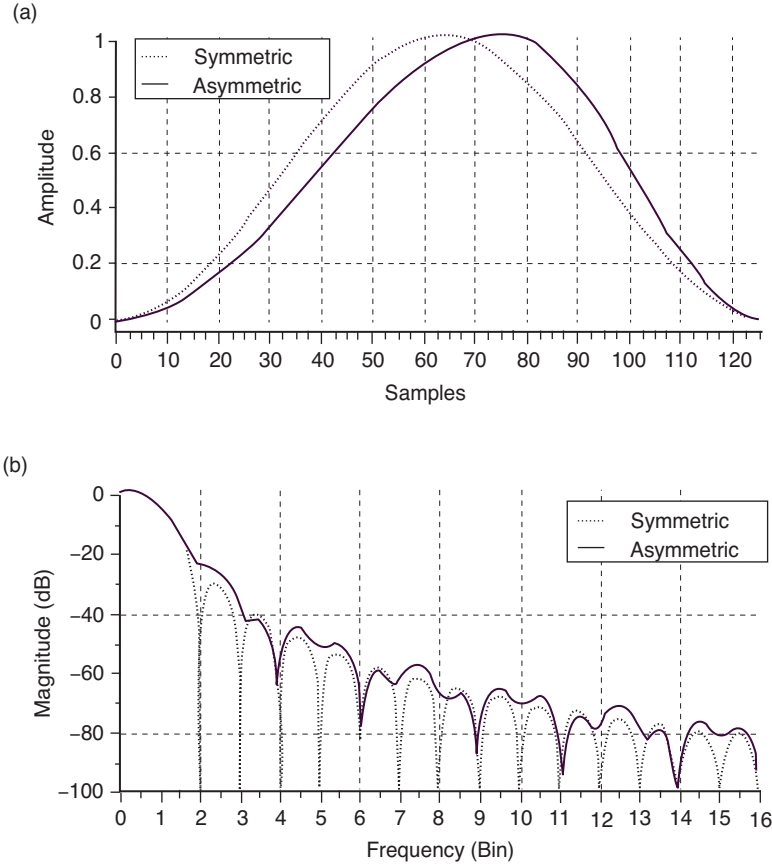 (a)
1
0.8
0.6
0.4
0.2
0
Amplitude
Symmetric
Asymmetric
0 10 20 30 40 50 60 70 80 90 100 110 120
Samples
(b)
0
−20
−40
−60
−80
−100
Magnitude (dB)
Symmetric
Asymmetric
0 1 2 3 4 5 6 7 8 9 10 11 12 13 14 15 16
Frequency (Bin)